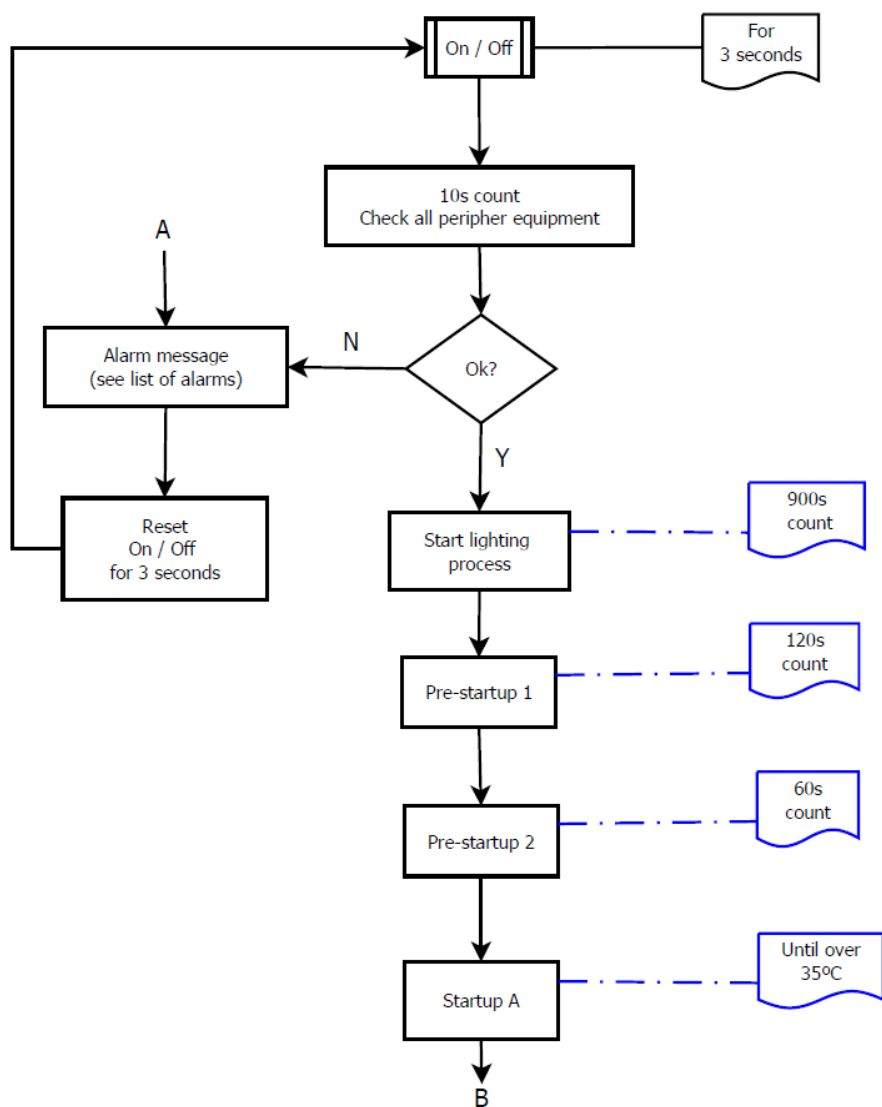 On / Off
For
3 seconds
10s count
Check all peripher equipment
A
Alarm message
(see list of alarms)
N
Ok?
Y
Reset
On / Off
for 3 seconds
Start lighting
process
900s
count
Pre-startup 1
120s
count
Pre-startup 2
60s
count
Startup A
Until over
35ºC
B